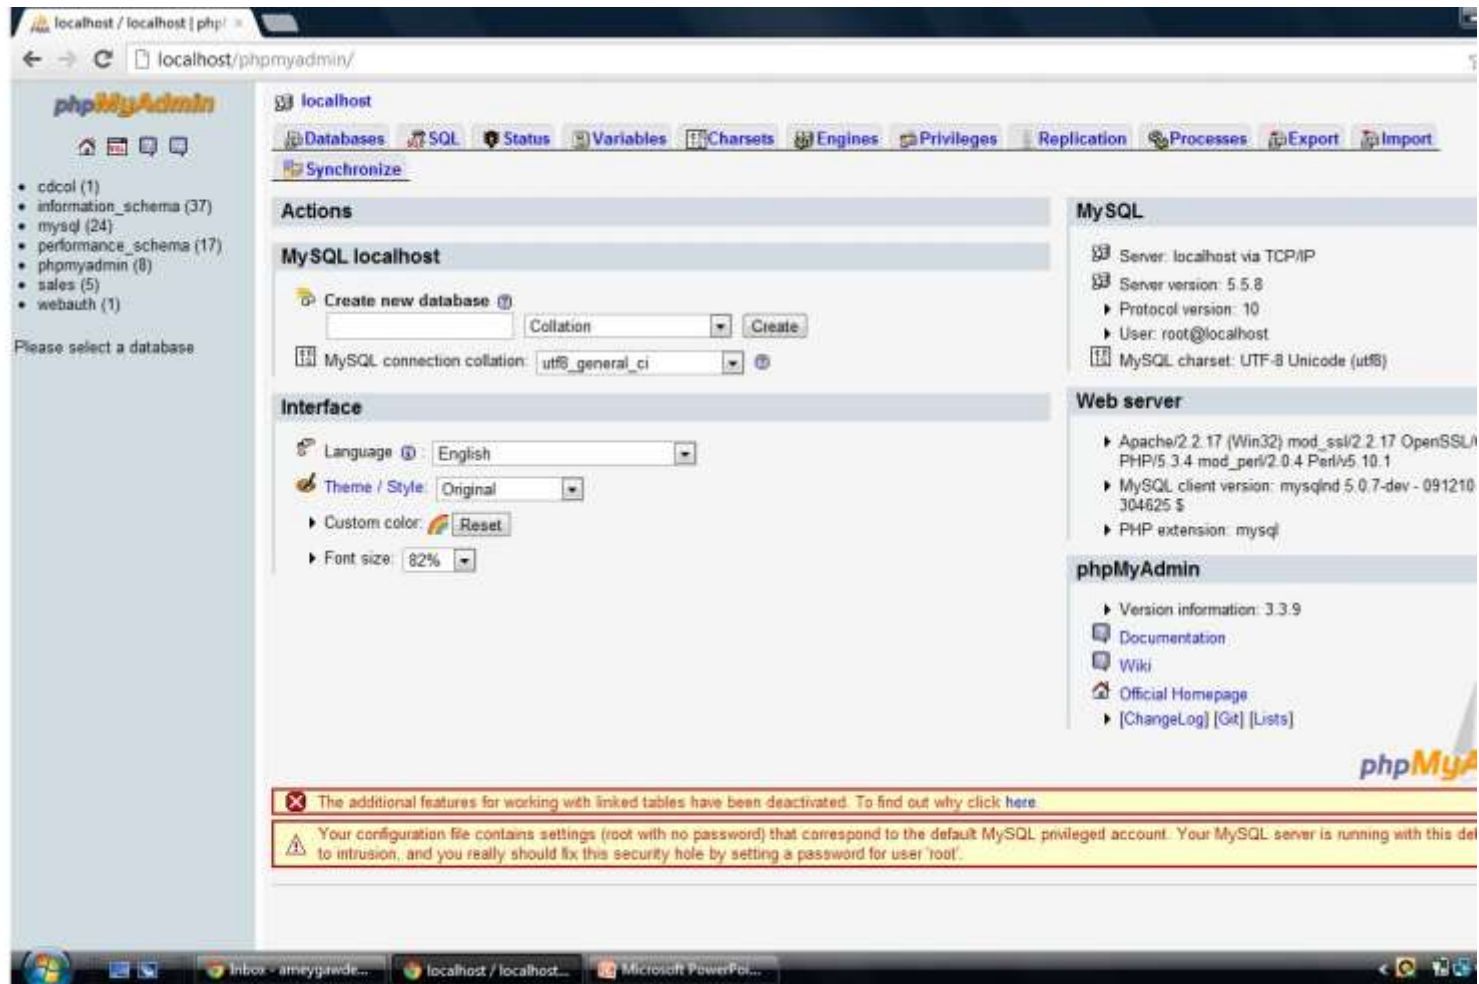 localhost / localhost | php
localhost/phpmyadmin/
phpMyAdmin
cdcol (1)
information_schema (37)
mysql (24)
performance_schema (17)
phpmyadmin (8)
sales (5)
webauth (1)
Please select a database
localhost
Databases SQL Status Variables Charsets Engines Privileges Replication Processes Export Import
Synchronize
Actions
MySQL localhost
Create new database
Collation Create
MySQL connection collation: utf8_general_ci
Interface
Language : English
Theme / Style: Original
Custom color: Reset
Font size: 82%
MySQL
Server: localhost via TCP/IP
Server version: 5.5.8
Protocol version: 10
User: root@localhost
MySQL charset: UTF-8 Unicode (utf8)
Web server
Apache/2.2.17 (Win32) mod_ssl/2.2.17 OpenSSL/
PHP/5.3.4 mod_perl/2.0.4 Perl/v5.10.1
MySQL client version: mysqlnd 5.0.7-dev - 091210
304625 $
PHP extension: mysql
phpMyAdmin
Version information: 3.3.9
Documentation
Wiki
Official Homepage
[ChangeLog] [Git] [Lists]
phpMyA
The additional features for working with linked tables have been deactivated. To find out why click here.
Your configuration file contains settings (root with no password) that correspond to the default MySQL privileged account. Your MySQL server is running with this de
to intrusion, and you really should fix this security hole by setting a password for user 'root'.
Inbox - ameygawde... localhost / localhost... Microsoft PowerPoi...